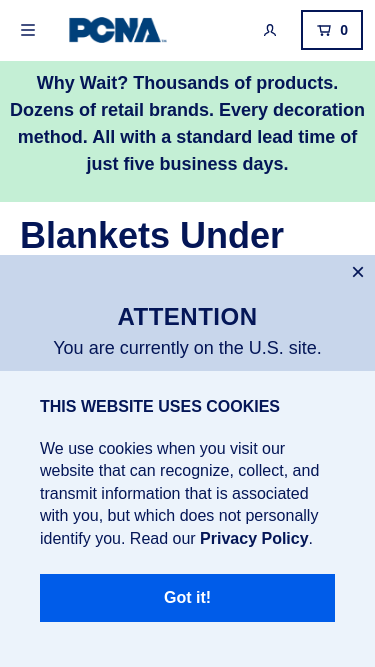 PCNA
0
Why Wait? Thousands of products.
Dozens of retail brands. Every decoration
method. All with a standard lead time of
just five business days.
Blankets Under
ATTENTION
You are currently on the U.S. site.
THIS WEBSITE USES COOKIES
We use cookies when you visit our
website that can recognize, collect, and
transmit information that is associated
with you, but which does not personally
identify you. Read our Privacy Policy.
Got it!